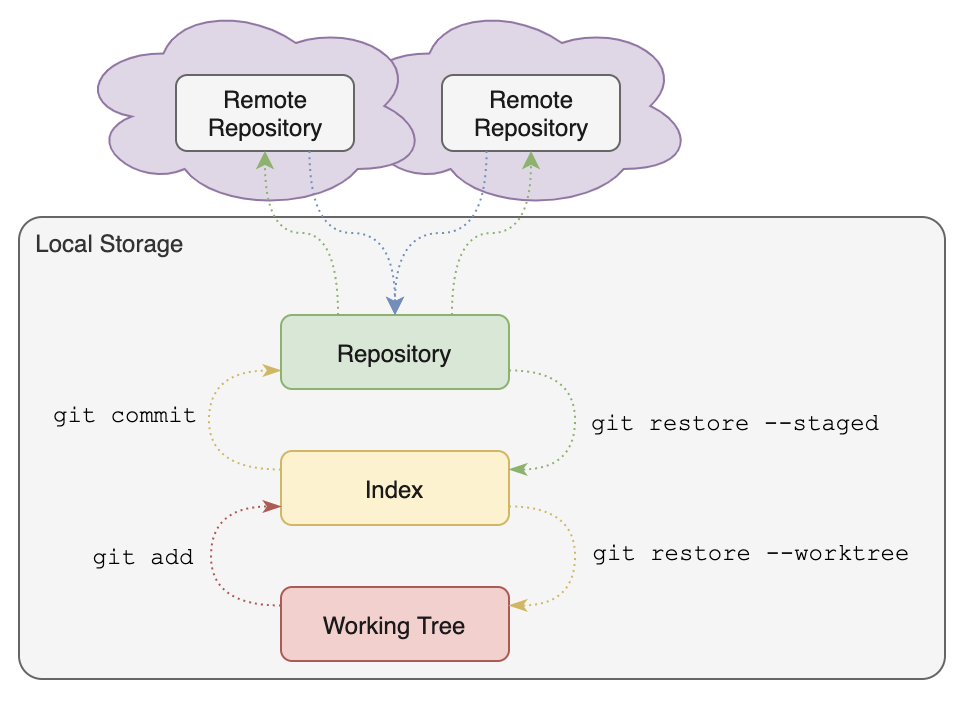 Remote
Repository
Remote
Repository
Local Storage
Repository
git commit
git restore --staged
Index
git add
git restore --worktree
Working Tree